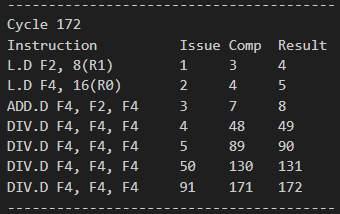 Cycle 172
Instruction Issue Comp Result
L.D F2, 8(R1) 1 3 4
L.D F4, 16(R0) 2 4 5
ADD.D F4, F2, F4 3 7 8
DIV.D F4, F4, F4 4 48 49
DIV.D F4, F4, F4 5 89 90
DIV.D F4, F4, F4 50 130 131
DIV.D F4, F4, F4 91 171 172